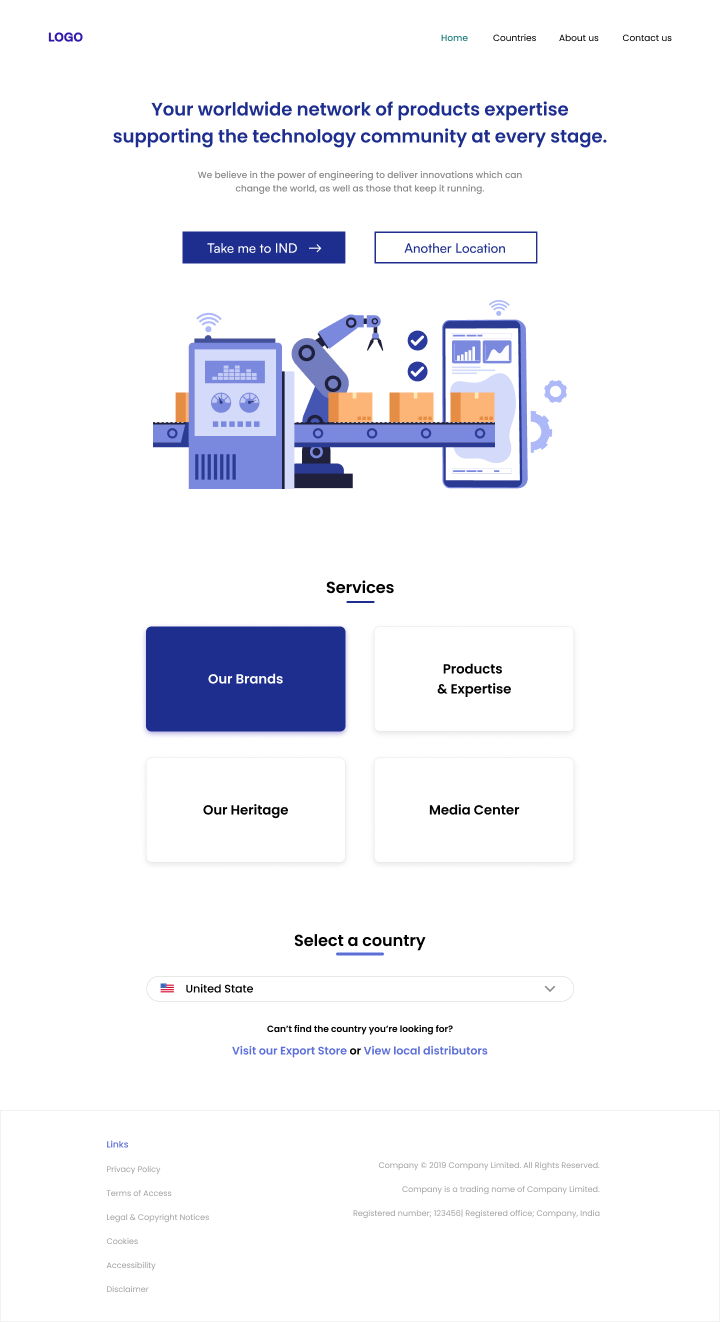 LOGO
Home
Countries
About us
Contact us
Your worldwide network of products expertise
supporting the technology community at every stage.
We believe in the power of engineering to deliver innovations which can
change the world, as well as those that keep it running.
Take me to IND
Another Location
Services
Our Brands
Products
& Expertise
Our Heritage
Media Center
Select a country
United State
Can’t find the country you’re looking for?
Visit our Export Store or View local distributors
Links
Privacy Policy
Terms of Access
Legal & Copyright Notices
Cookies
Accessibility
Disclaimer
Company © 2019 Company Limited. All Rights Reserved.
Company is a trading name of Company Limited.
Registered number; 123456| Registered office; Company, India